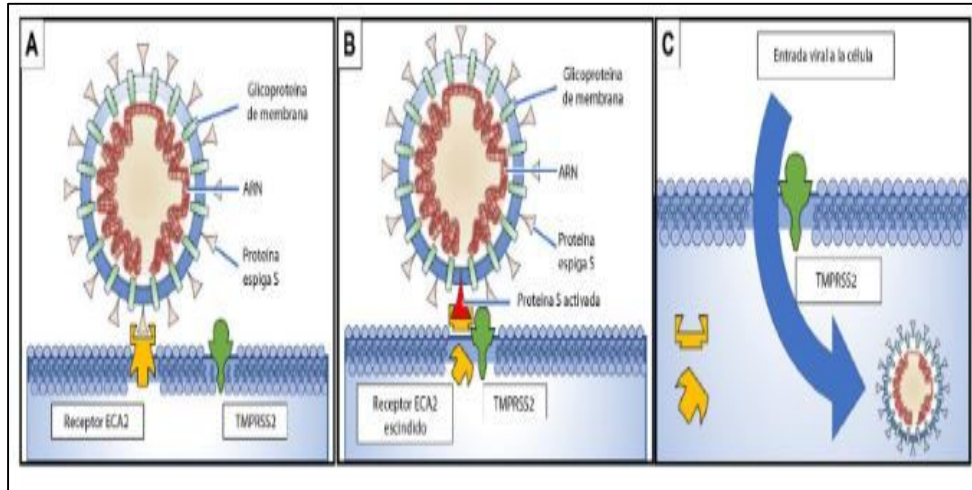 A
Glicoproteína
de membrana
ARN
Proteína
espiga S
Receptor ECA2
TMPRSS2
B
Glicoproteína
de membrana
ARN
Proteína
espiga S
Proteína S activada
Receptor ECA2
escindido
TMPRSS2
C
Entrada viral a la célula
TMPRSS2